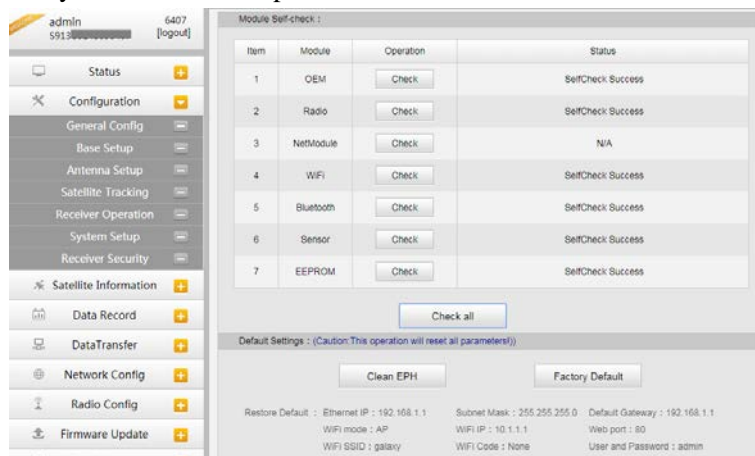 admin 6407
S913 [logout]
Status
Configuration
General Config
Base Setup
Antenna Setup
Satellite Tracking
Receiver Operation
System Setup
Receiver Security
Satellite Information
Data Record
DataTransfer
Network Config
Radio Config
Firmware Update
Module Self-check :
Item Module Operation Status
1 OEM Check SelfCheck Success
2 Radio Check SelfCheck Success
3 NetModule Check N/A
4 WiFi Check SelfCheck Success
5 Bluetooth Check SelfCheck Success
6 Sensor Check SelfCheck Success
7 EEPROM Check SelfCheck Success
Check all
Default Settings : (Caution:This operation will reset all parameters!))
Clean EPH Factory Default
Restore Default : Ethernet IP : 192.168.1.1 Subnet Mask : 255.255.255.0 Default Gateway : 192.168.1.1
WiFi mode : AP WiFi IP : 10.1.1.1 Web port : 80
WiFi SSID : galaxy WiFi Code : None User and Password : admin